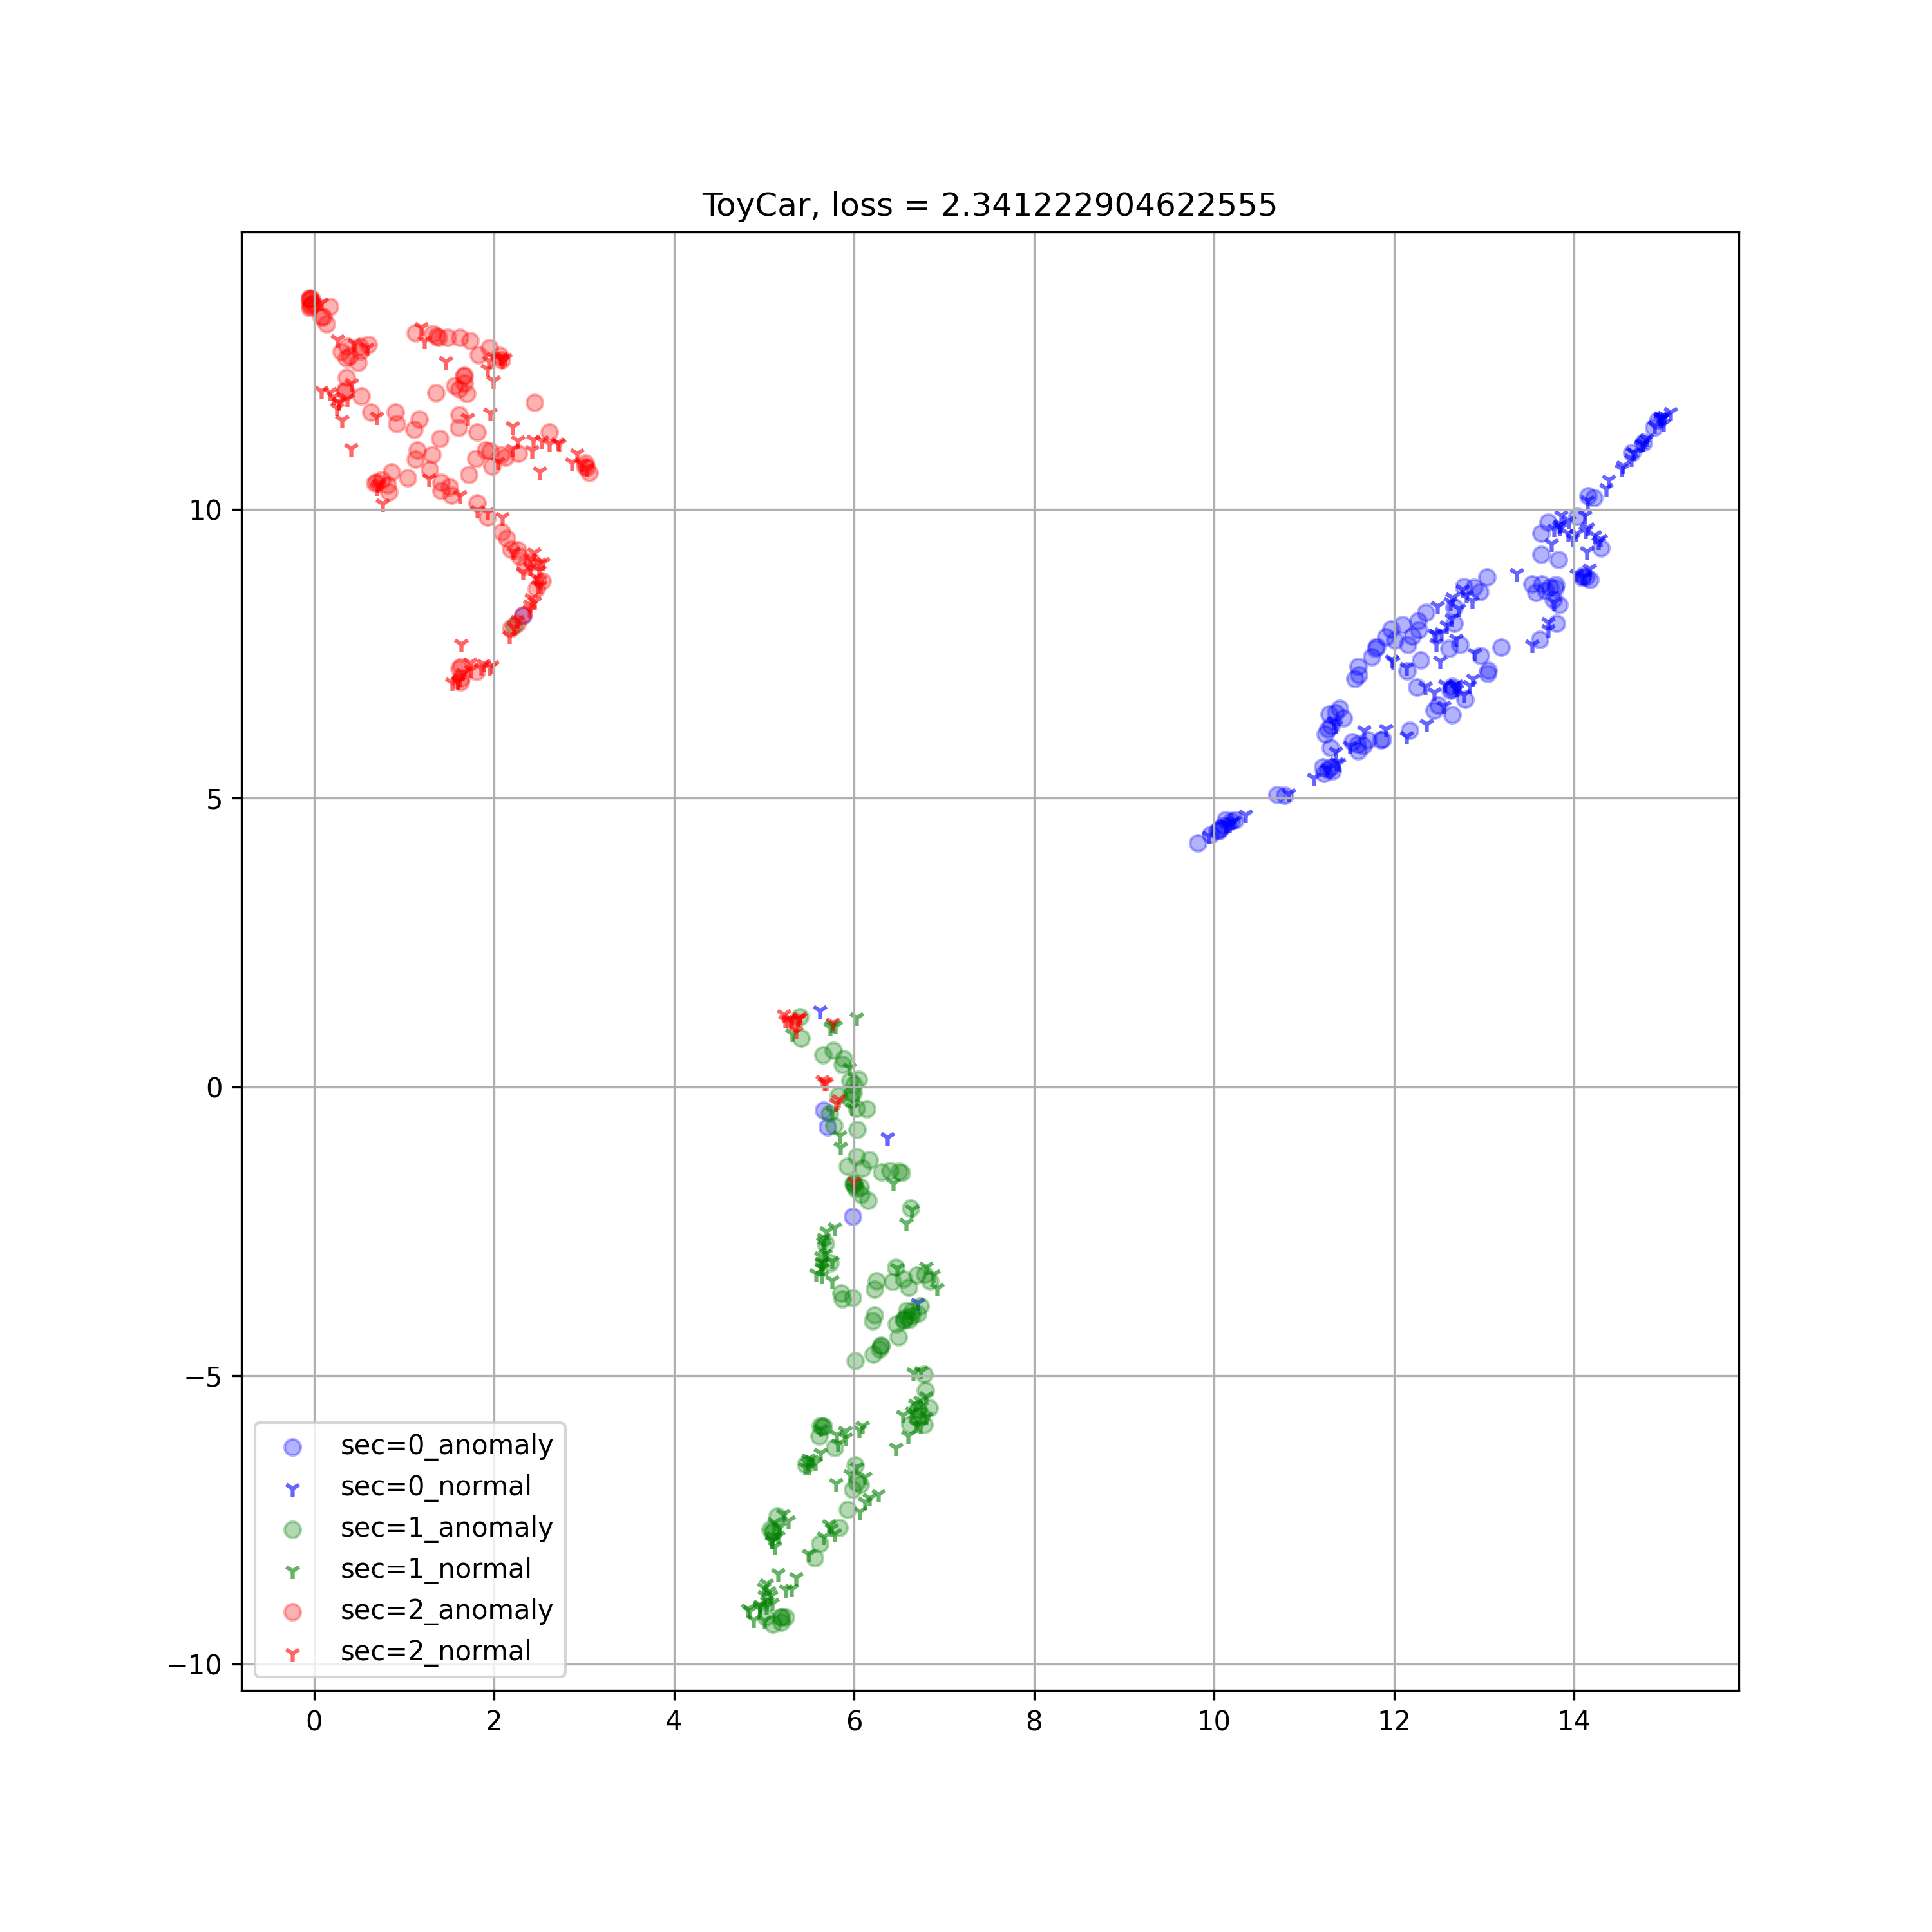 ToyCar, loss = 2.341222904622555
10
5
0
−5
−10
sec=0_anomaly
sec=0_normal
sec=1_anomaly
sec=1_normal
sec=2_anomaly
sec=2_normal
0 2 4 6 8 10 12 14